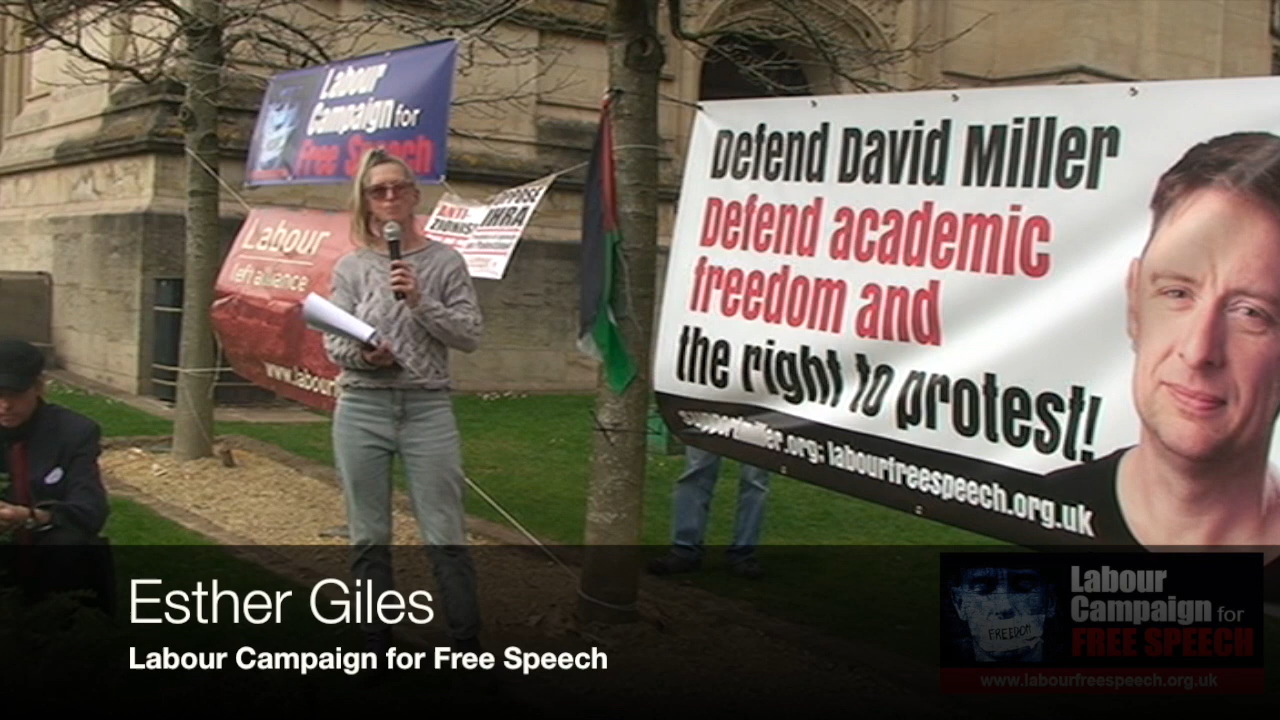 Labour
Campaign for
Free Speech
Labour
left alliance
www.labour
OPPOSE
IHRA
ANTI-
ZIONIS
Defend David Miller
Defend academic
freedom and
the right to protest!
supportmiller.org; labourfreespeech.org.uk
Esther Giles
Labour Campaign for Free Speech
FREEDOM
Labour
Campaign for
FREE SPEECH
www.labourfreespeech.org.uk